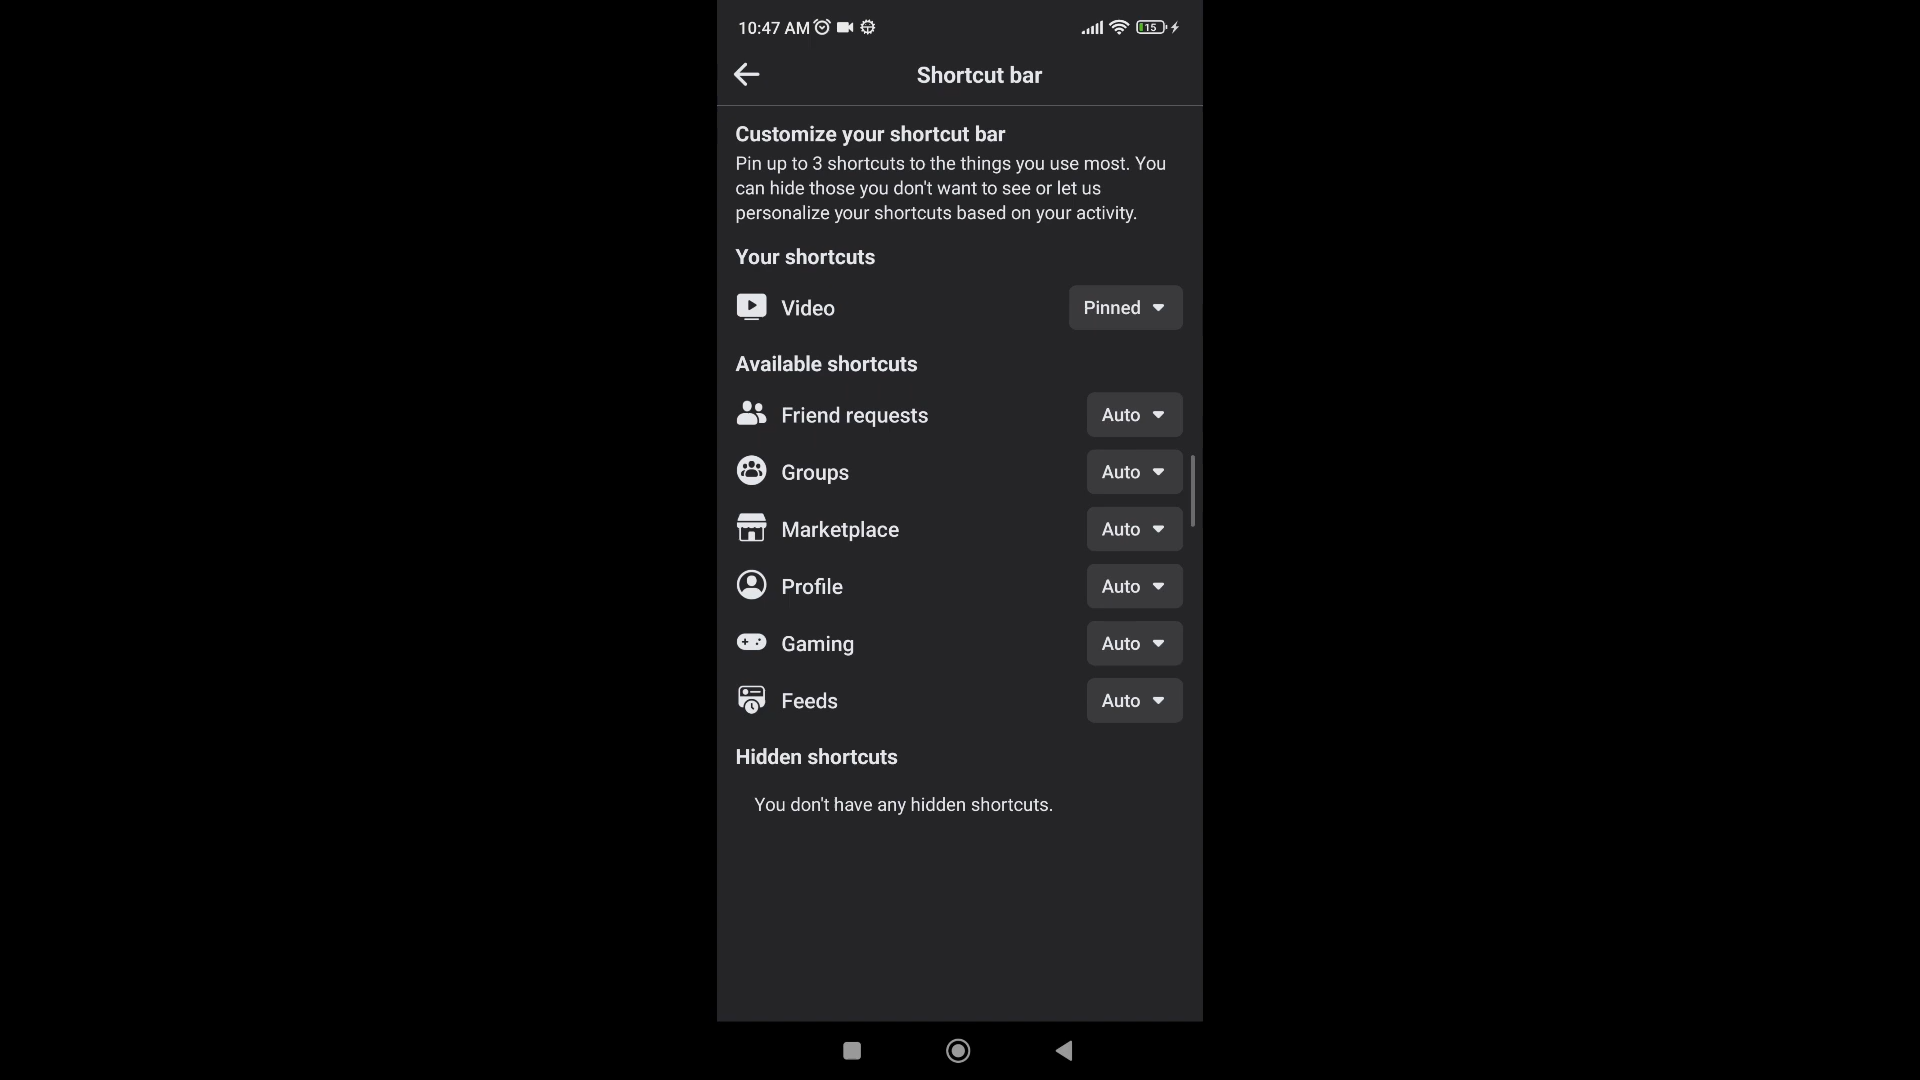 10:47 AM
15
Shortcut bar
Customize your shortcut bar
Pin up to 3 shortcuts to the things you use most. You
can hide those you don't want to see or let us
personalize your shortcuts based on your activity.
Your shortcuts
Video Pinned
Available shortcuts
Friend requests Auto
Groups Auto
Marketplace Auto
Profile Auto
Gaming Auto
Feeds Auto
Hidden shortcuts
You don't have any hidden shortcuts.